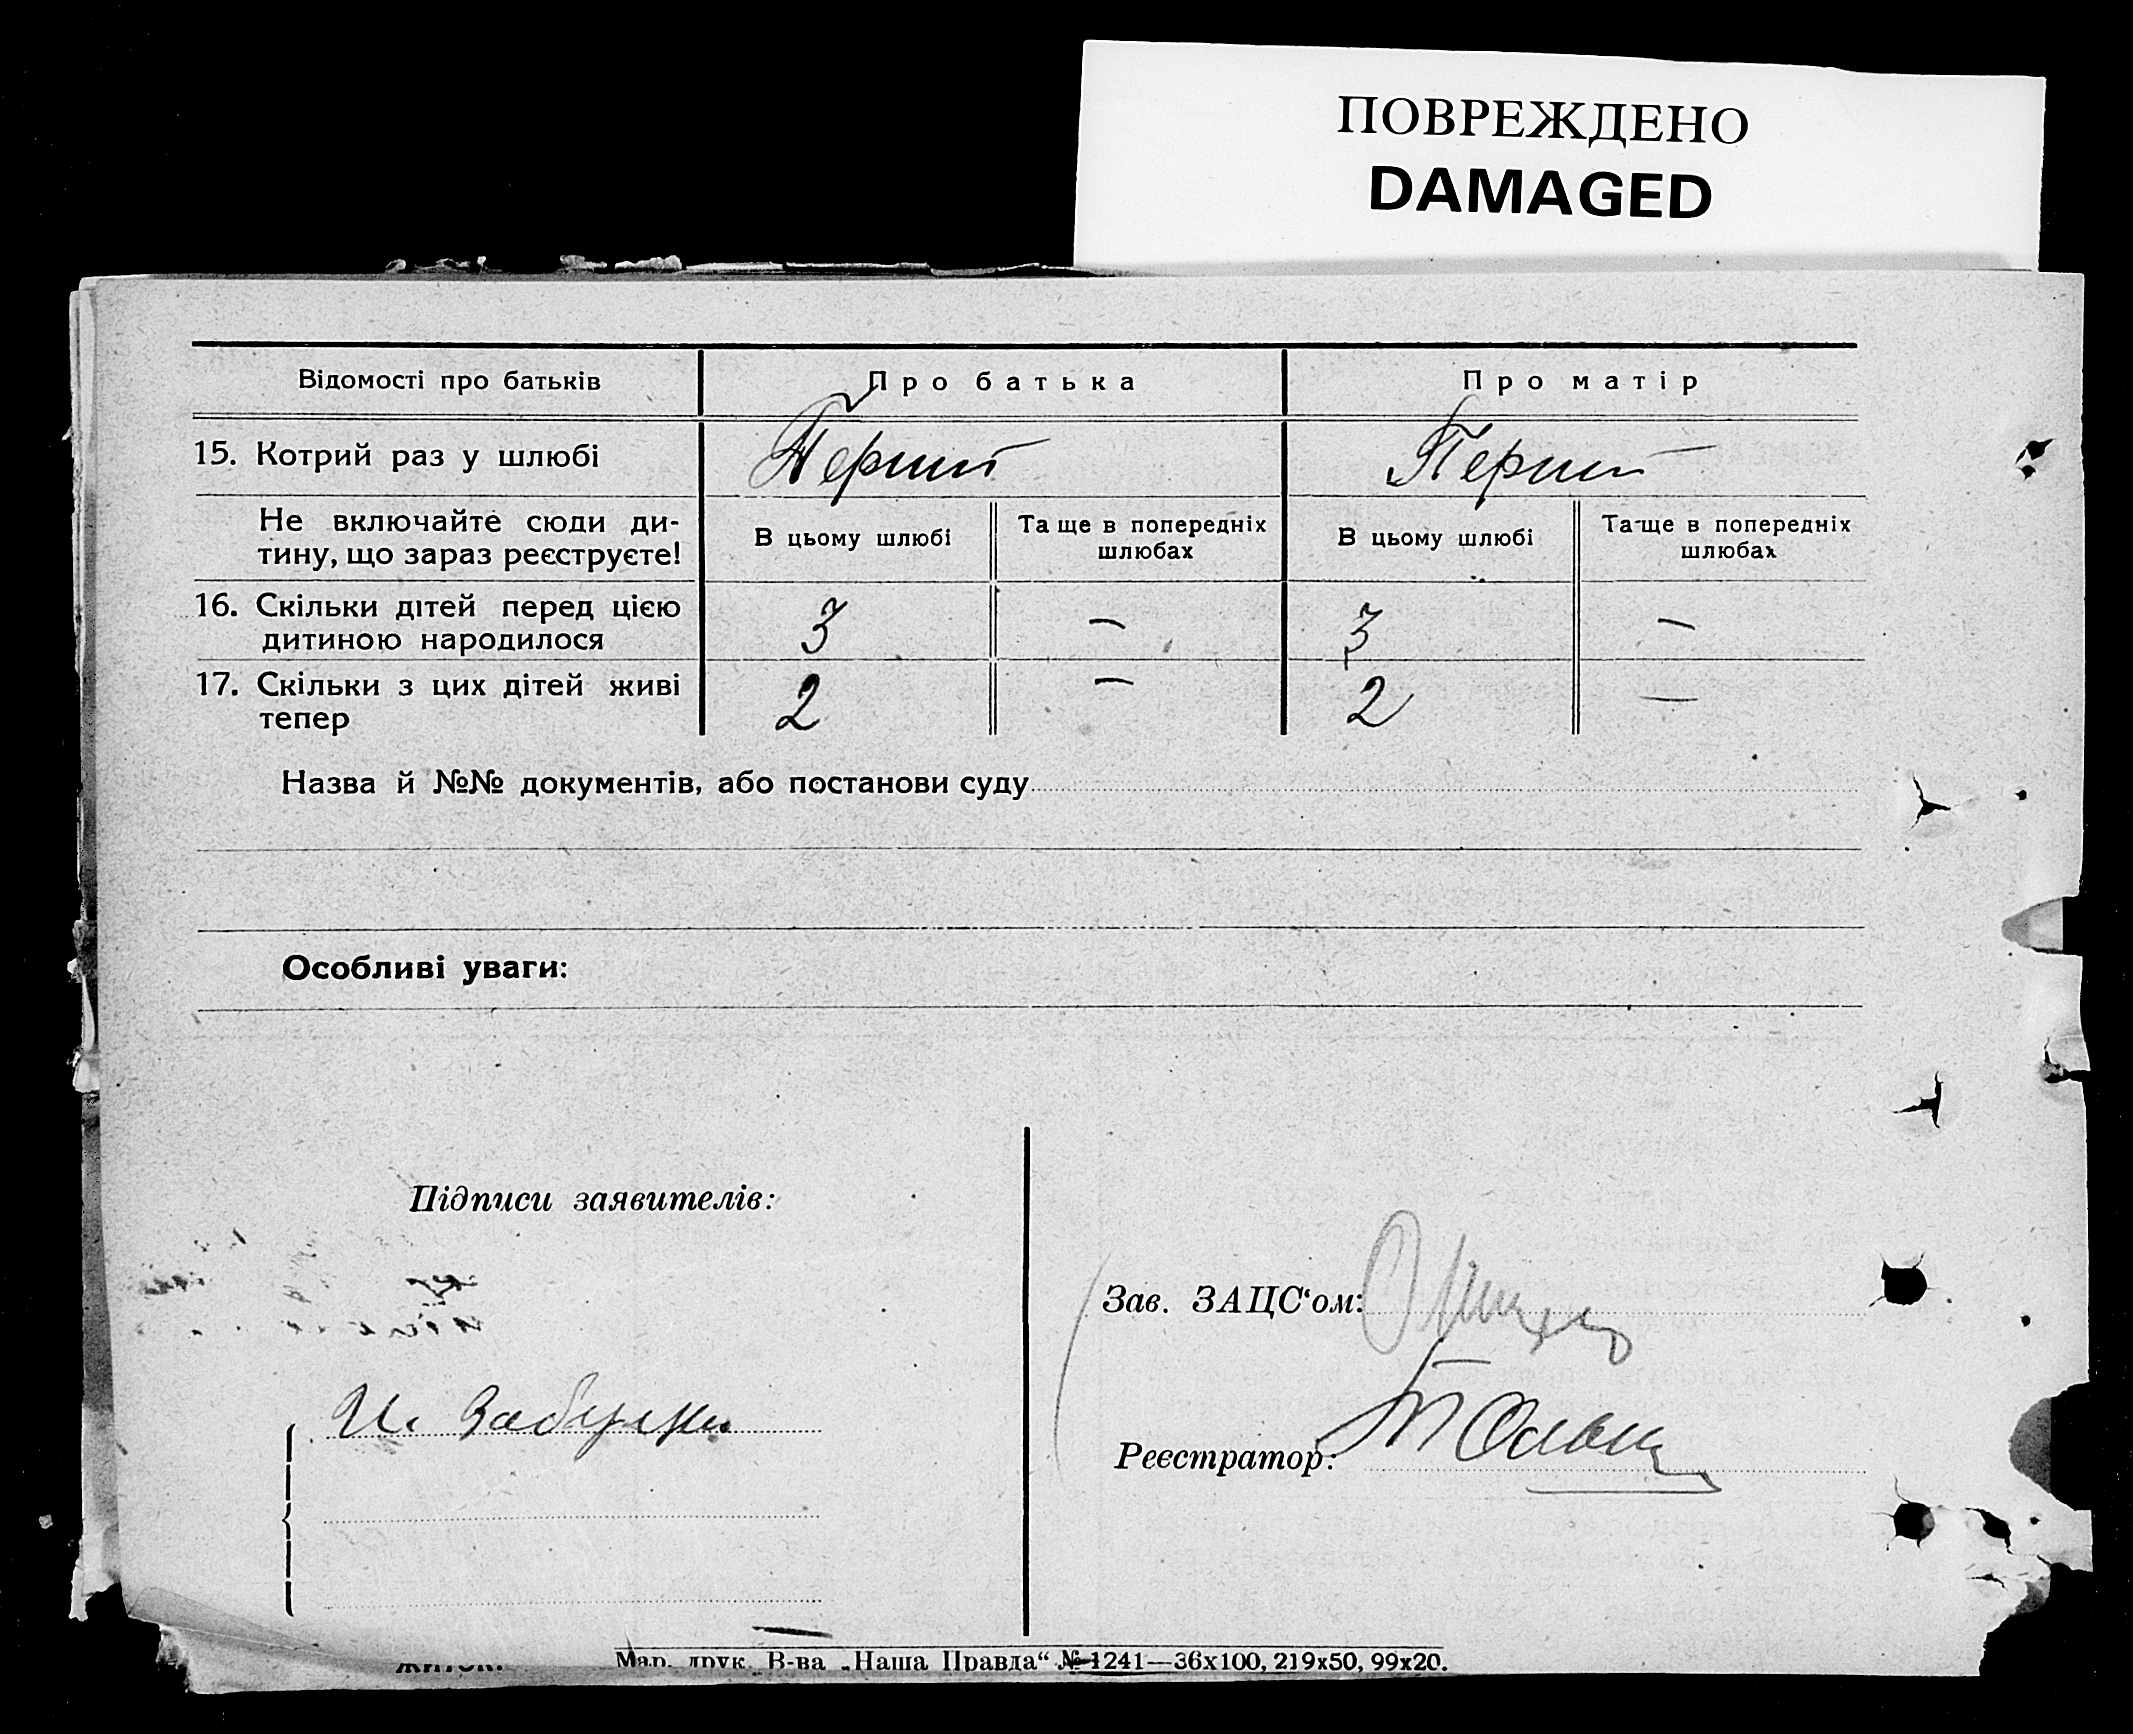 ПОВРЕЖДЕНО
DAMAGED
Відомості про батьків
Про батька
Про матір
15. Котрий раз у шлюбі
Перший
Перший
Не включайте сюди ди-
тину, що зараз реєструєте!
В цьому шлюбі
Та ще в попередніх
шлюбах
В цьому шлюбі
Та ще в попередніх
шлюбах
16. Скільки дітей перед цією
дитиною народилося
3
—
3
—
17. Скільки з цих дітей живі
тепер
2
—
2
—
Назва й №№ документів, або постанови суду
Особливі уваги:
Підписи заявителів:
Зав. ЗАЦС‘ом:
Реєстратор:
Мар. друк. В-ва „Наша Правда“ № 1241—36х100, 219х50, 99х20.